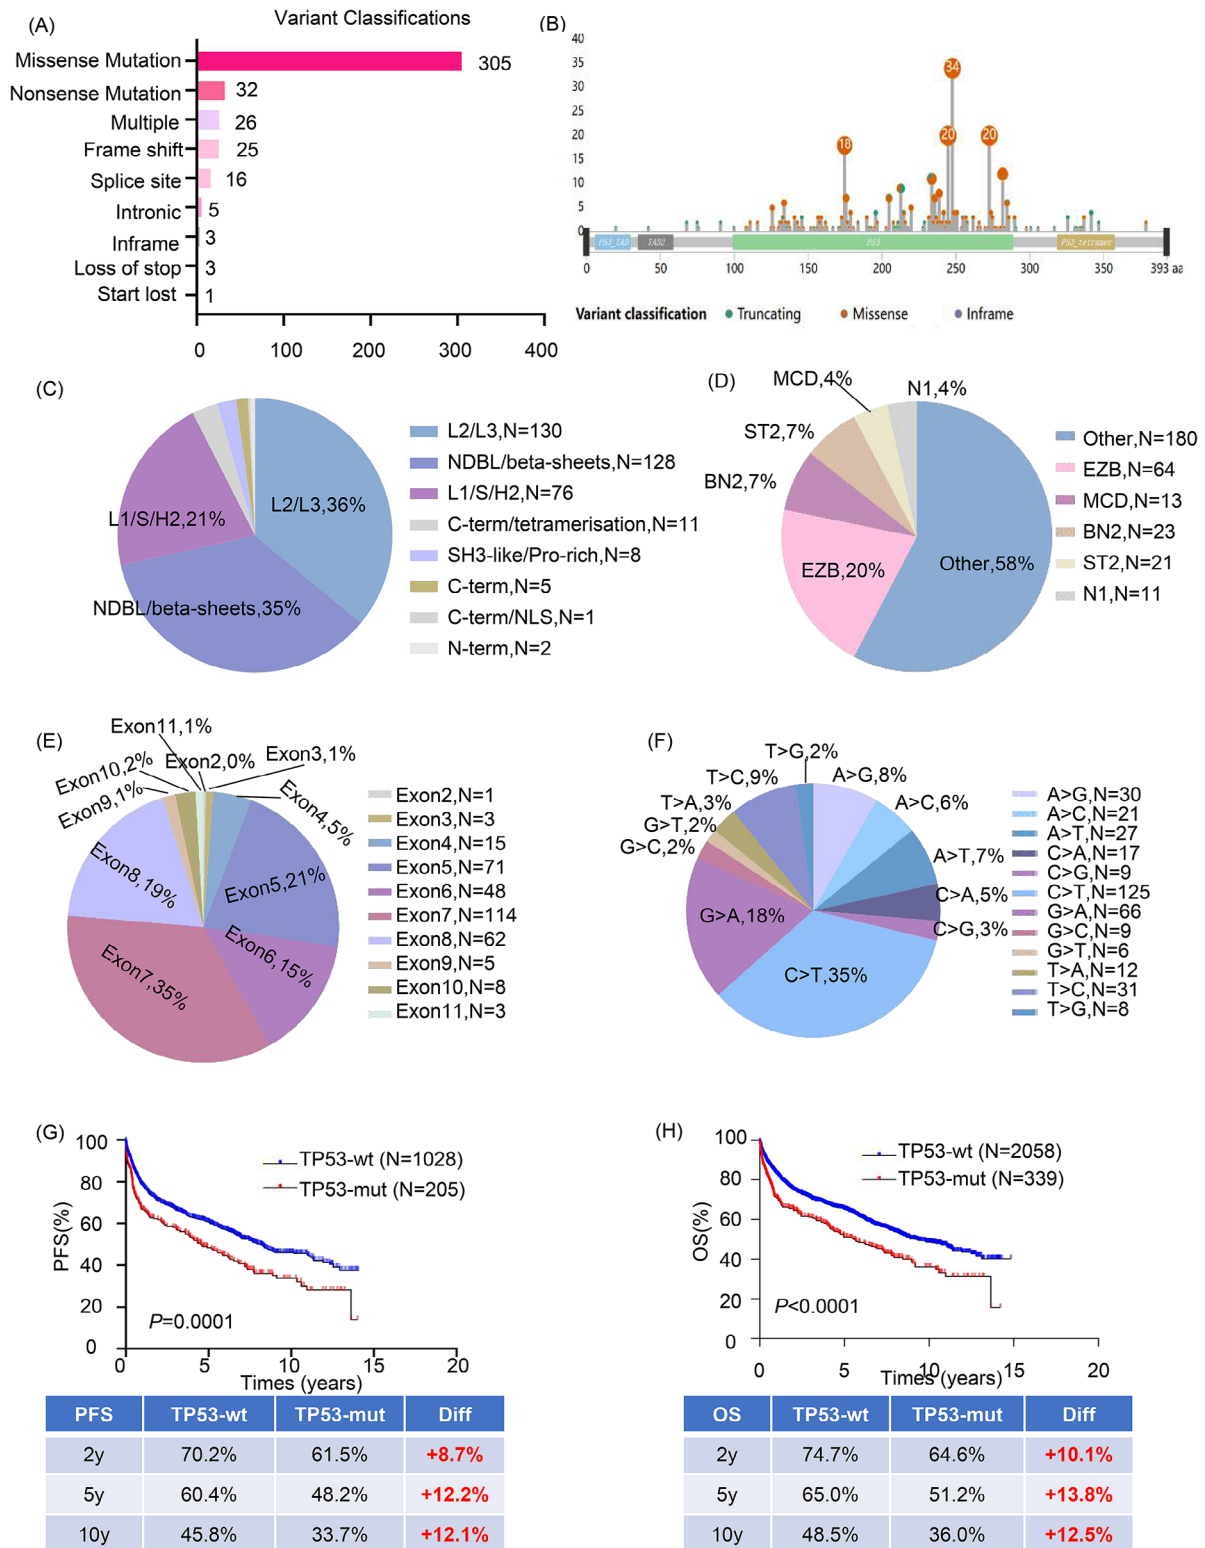 (A)
Variant Classifications
Missense Mutation
305
Nonsense Mutation
32
Multiple
26
Frame shift
25
Splice site
16
Intronic
5
Inframe
3
Loss of stop
3
Start lost
1
0 100 200 300 400
(B)
40
35
30
25
20
15
10
5
0
34
20
20
18
P53_TAD TAD2 P53 P53_tetramer
0 50 100 150 200 250 300 350 393 aa
Variant classification Truncating Missense Inframe
(C)
L2/L3,36%
L1/S/H2,21%
NDBL/beta-sheets,35%
L2/L3,N=130
NDBL/beta-sheets,N=128
L1/S/H2,N=76
C-term/tetramerisation,N=11
SH3-like/Pro-rich,N=8
C-term,N=5
C-term/NLS,N=1
N-term,N=2
(D)
MCD,4%
N1,4%
ST2,7%
BN2,7%
EZB,20%
Other,58%
Other,N=180
EZB,N=64
MCD,N=13
BN2,N=23
ST2,N=21
N1,N=11
(E)
Exon11,1%
Exon2,0%
Exon3,1%
Exon10,2%
Exon9,1%
Exon4,5%
Exon8,19%
Exon5,21%
Exon6,15%
Exon7,35%
Exon2,N=1
Exon3,N=3
Exon4,N=15
Exon5,N=71
Exon6,N=48
Exon7,N=114
Exon8,N=62
Exon9,N=5
Exon10,N=8
Exon11,N=3
(F)
T>G,2%
T>C,9%
A>G,8%
T>A,3%
A>C,6%
G>T,2%
G>C,2%
A>T,7%
C>A,5%
G>A,18%
C>G,3%
C>T,35%
A>G,N=30
A>C,N=21
A>T,N=27
C>A,N=17
C>G,N=9
C>T,N=125
G>A,N=66
G>C,N=9
G>T,N=6
T>A,N=12
T>C,N=31
T>G,N=8
(G)
100
80
60
40
20
0
PFS(%)
TP53-wt (N=1028)
TP53-mut (N=205)
P=0.0001
0 5 10 15 20
Times (years)
PFS TP53-wt TP53-mut Diff
2y 70.2% 61.5% +8.7%
5y 60.4% 48.2% +12.2%
10y 45.8% 33.7% +12.1%
(H)
100
80
60
40
20
0
OS(%)
TP53-wt (N=2058)
TP53-mut (N=339)
P<0.0001
0 5 10 15 20
Times (years)
OS TP53-wt TP53-mut Diff
2y 74.7% 64.6% +10.1%
5y 65.0% 51.2% +13.8%
10y 48.5% 36.0% +12.5%